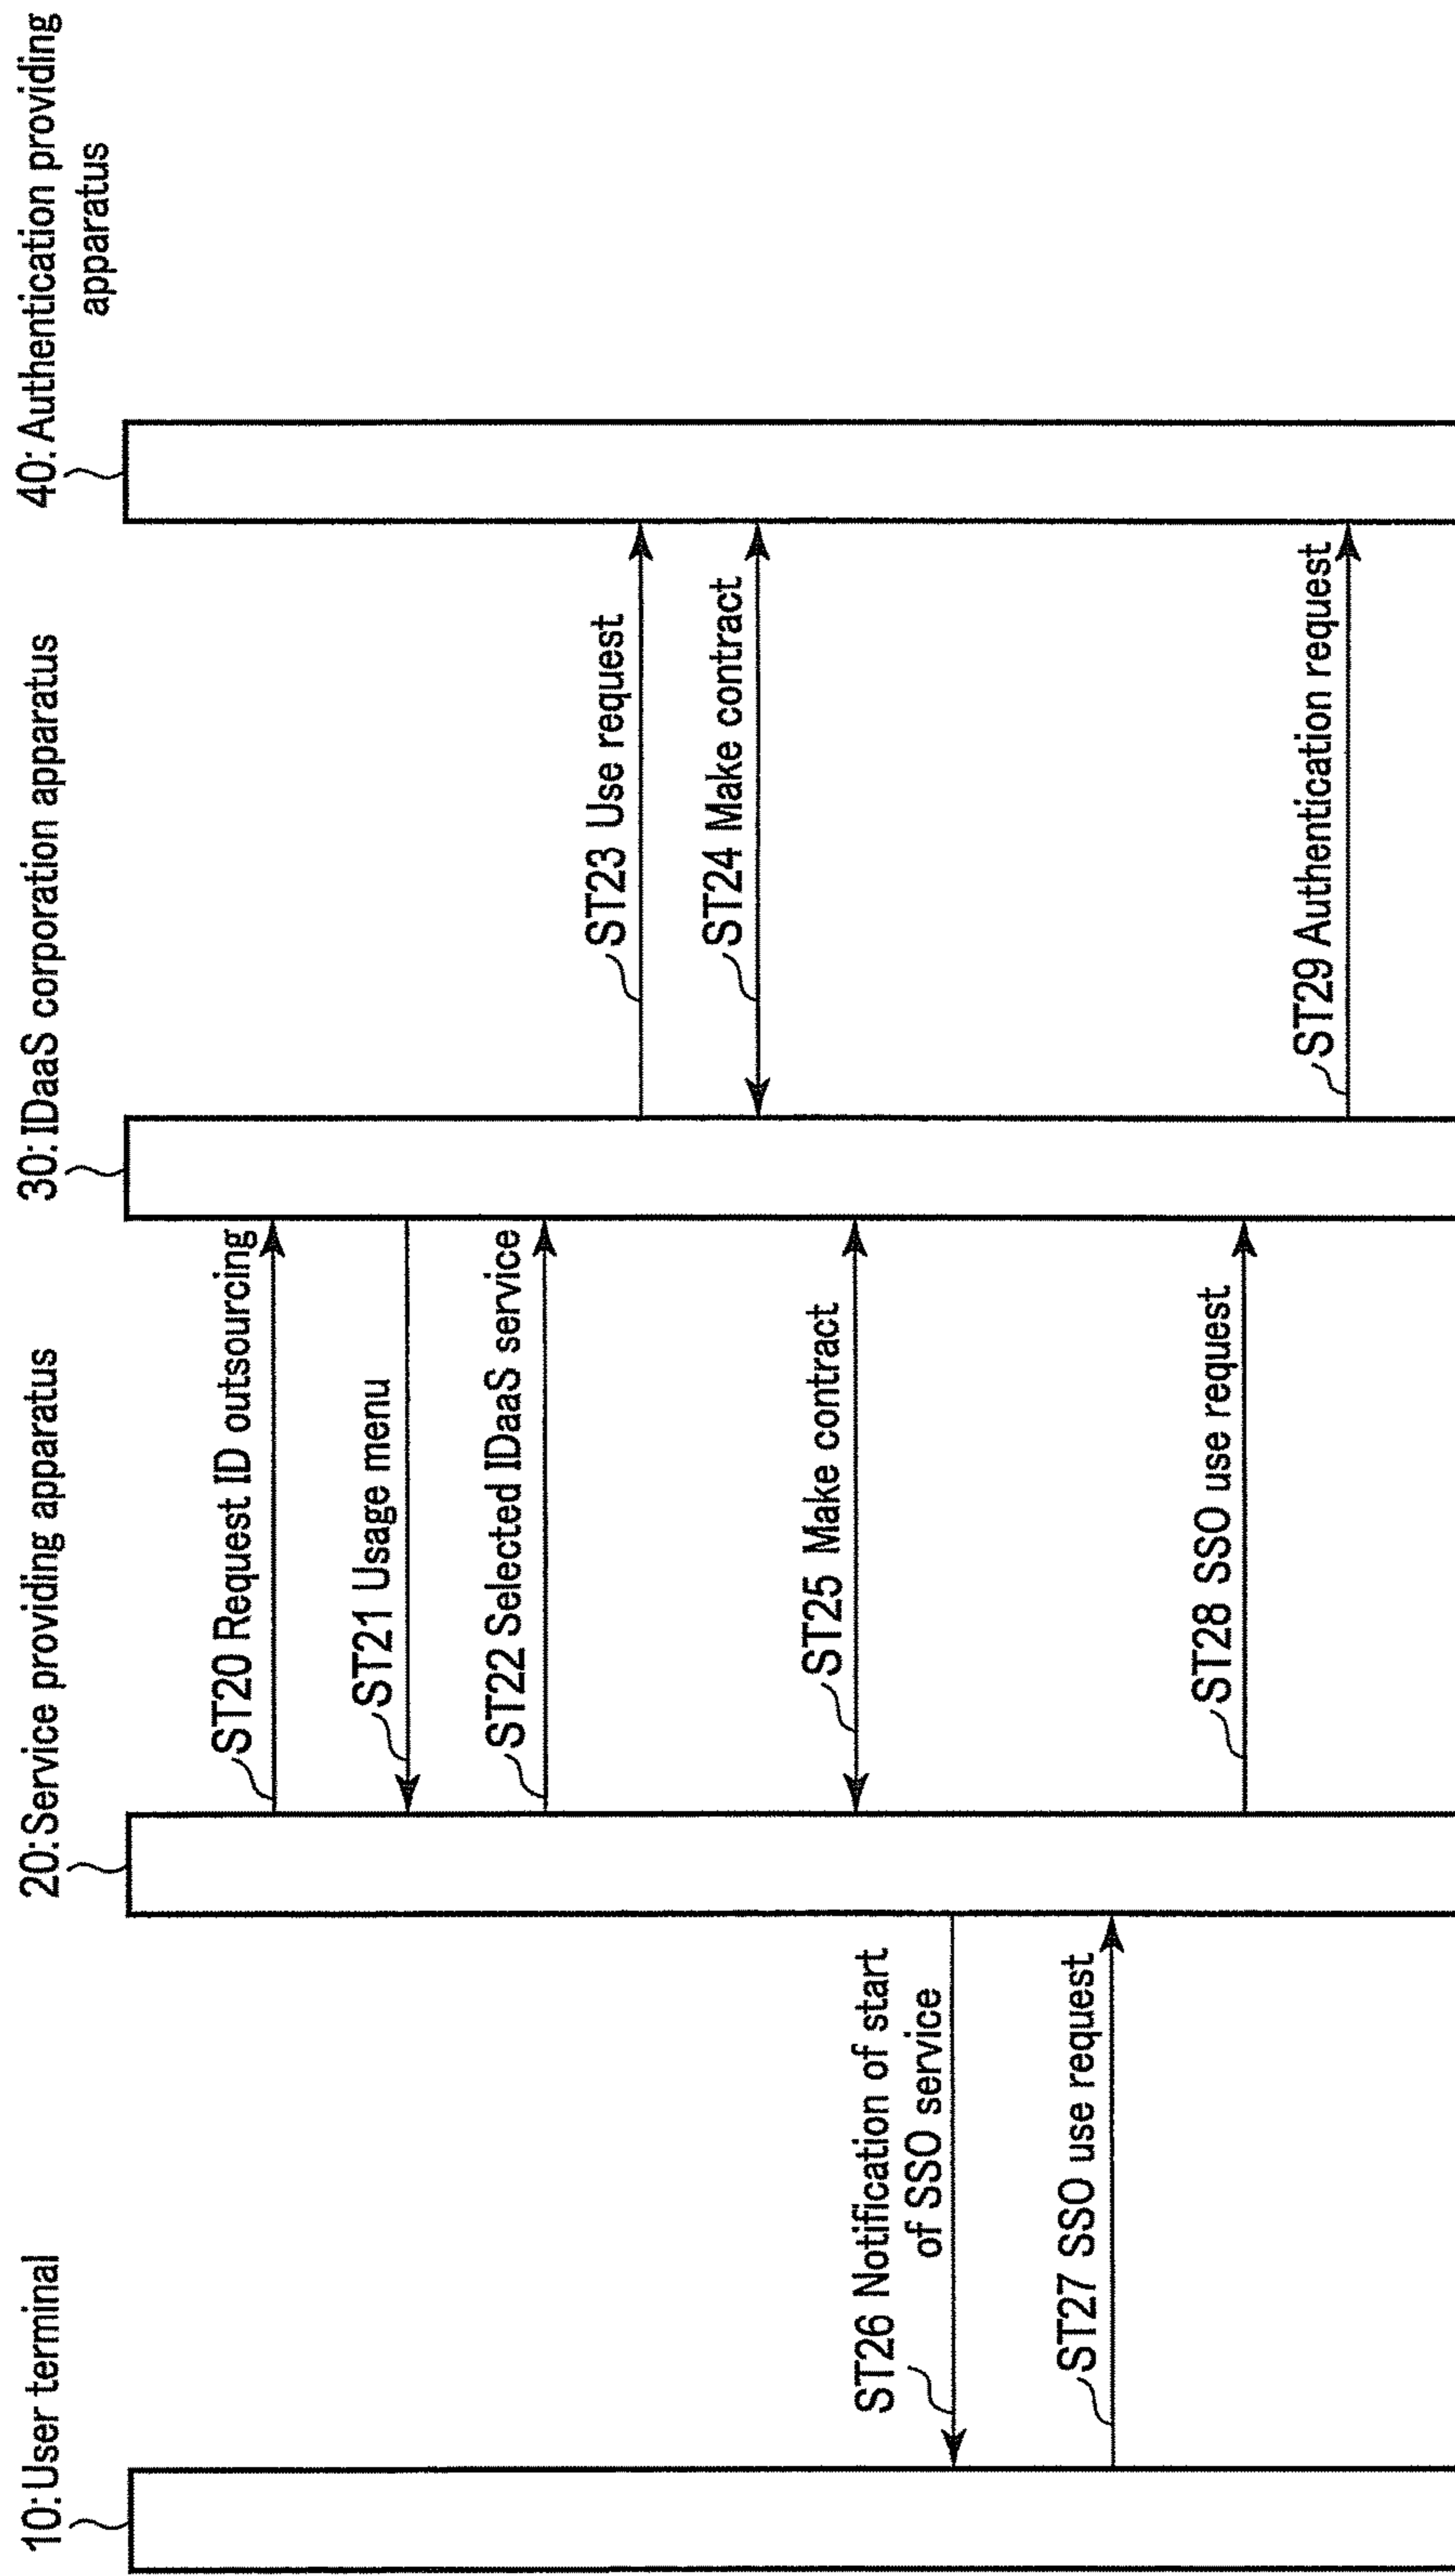 10:User terminal
20:Service providing apparatus
30:IDaaS corporation apparatus
40:Authentication providing
apparatus
ST20 Request ID outsourcing
ST21 Usage menu
ST22 Selected IDaaS service
ST23 Use request
ST24 Make contract
ST25 Make contract
ST26 Notification of start
of SSO service
ST27 SSO use request
ST28 SSO use request
ST29 Authentication request